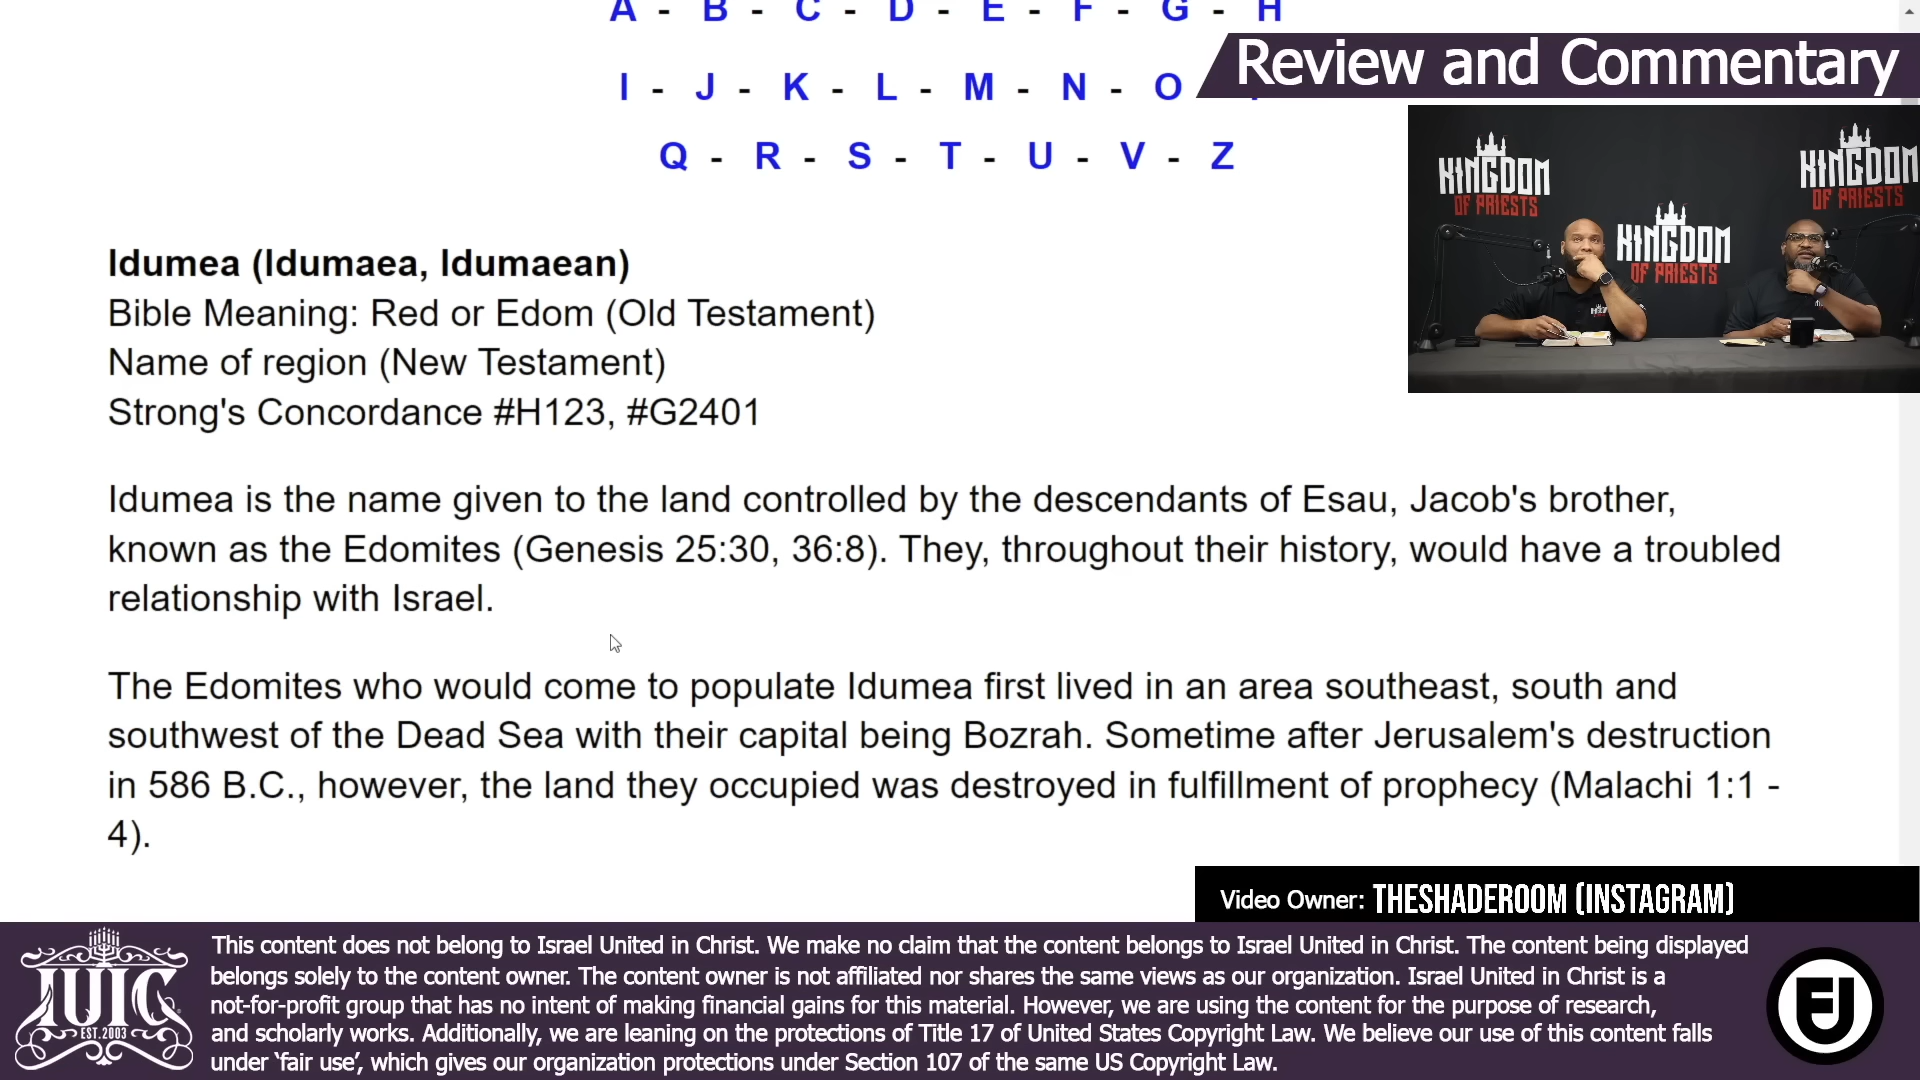 A - B - C - D - E - F - G - H
Review and Commentary
I - J - K - L - M - N - O
Q - R - S - T - U - V - Z
KINGDOM
OF PRIESTS
KINGDOM
OF PRIESTS
KINGDOM
OF PRIESTS
Idumea (Idumaea, Idumaean)
Bible Meaning: Red or Edom (Old Testament)
Name of region (New Testament)
Strong's Concordance #H123, #G2401
Idumea is the name given to the land controlled by the descendants of Esau, Jacob's brother,
known as the Edomites (Genesis 25:30, 36:8). They, throughout their history, would have a troubled
relationship with Israel.
The Edomites who would come to populate Idumea first lived in an area southeast, south and
southwest of the Dead Sea with their capital being Bozrah. Sometime after Jerusalem's destruction
in 586 B.C., however, the land they occupied was destroyed in fulfillment of prophecy (Malachi 1:1 -
4).
Video Owner: THESHADEROOM (INSTAGRAM)
IUIC
EST. 2003
This content does not belong to Israel United in Christ. We make no claim that the content belongs to Israel United in Christ. The content being displayed
belongs solely to the content owner. The content owner is not affiliated nor shares the same views as our organization. Israel United in Christ is a
not-for-profit group that has no intent of making financial gains for this material. However, we are using the content for the purpose of research,
and scholarly works. Additionally, we are leaning on the protections of Title 17 of United States Copyright Law. We believe our use of this content falls
under 'fair use', which gives our organization protections under Section 107 of the same US Copyright Law.